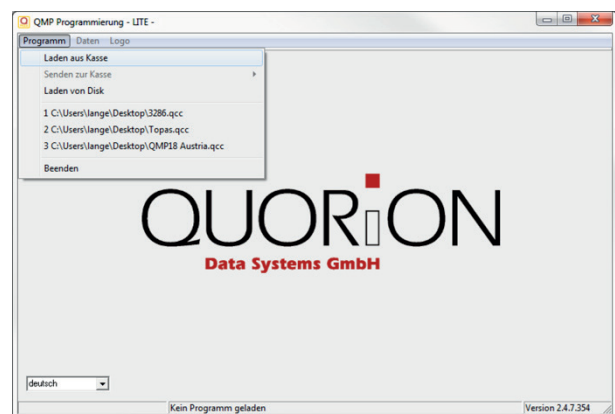 QMP Programmierung - LITE -
Programm Daten Logo
Laden aus Kasse
Senden zur Kasse
Laden von Disk
1 C:\Users\lange\Desktop\3286.qcc
2 C:\Users\lange\Desktop\Topas.qcc
3 C:\Users\lange\Desktop\QMP18 Austria.qcc
Beenden
QUORiON
Data Systems GmbH
deutsch
Kein Programm geladen Version 2.4.7.354